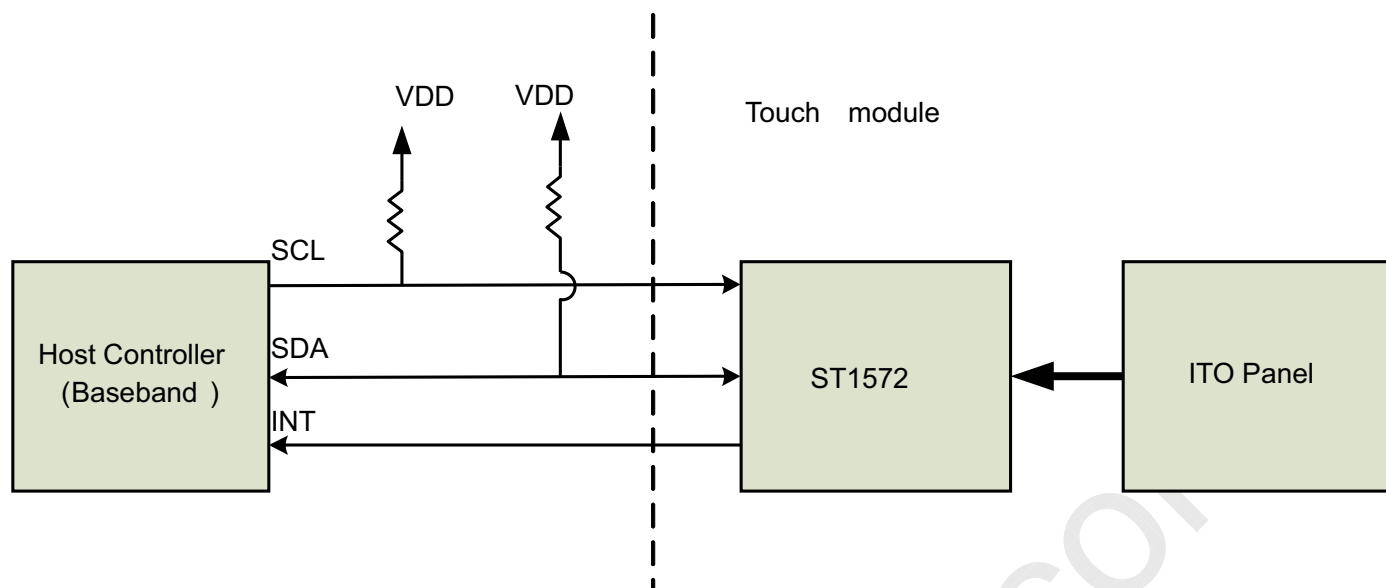 VDD
VDD
Touch module
SCL
Host Controller
(Baseband )
SDA
INT
ST1572
ITO Panel